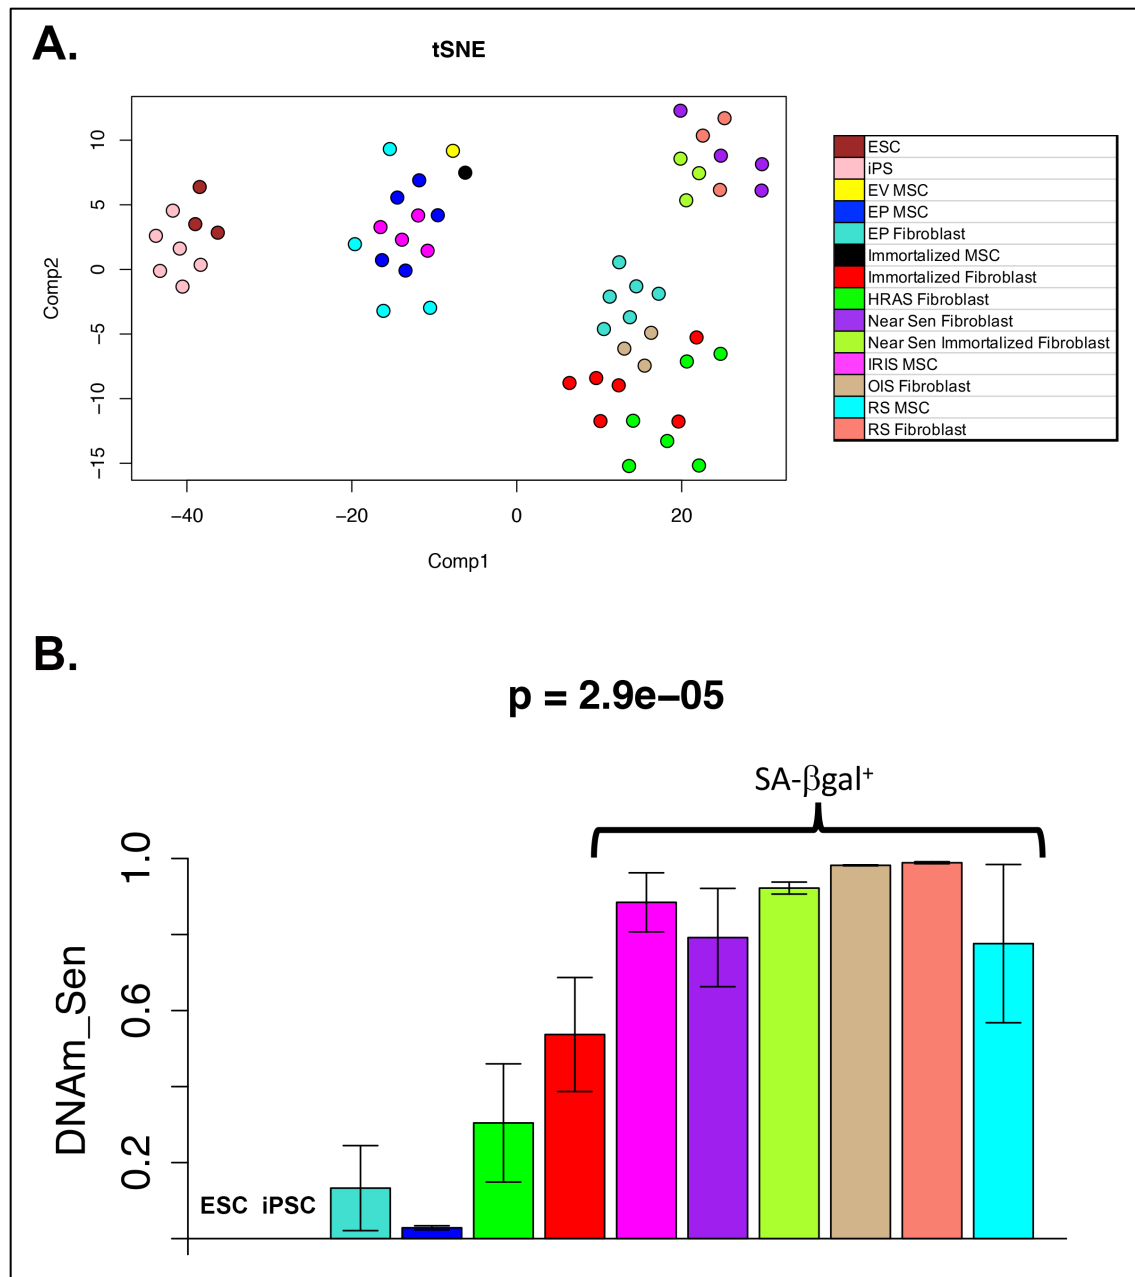 A.
tSNE
10
5
0
−5
−10
−15
Comp2
−40 −20 0 20
Comp1
ESC
iPS
EV MSC
EP MSC
EP Fibroblast
Immortalized MSC
Immortalized Fibroblast
HRAS Fibroblast
Near Sen Fibroblast
Near Sen Immortalized Fibroblast
IRIS MSC
OIS Fibroblast
RS MSC
RS Fibroblast
B.
p = 2.9e−05
SA-βgal⁺
1.0
0.6
0.2
DNAm_Sen
ESC iPSC